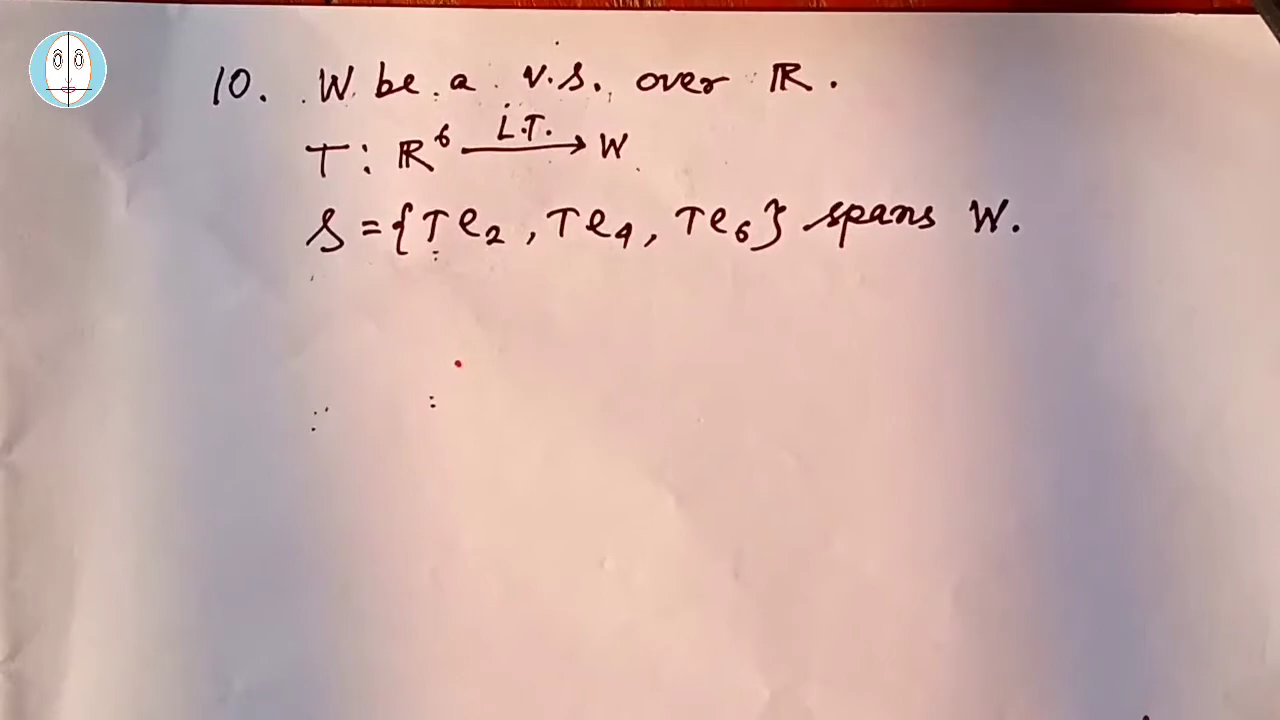 10. W be a v.s. over ℝ.
T: ℝ⁶ —L.T.→ W
S = {Te₂, Te₄, Te₆} spans W.